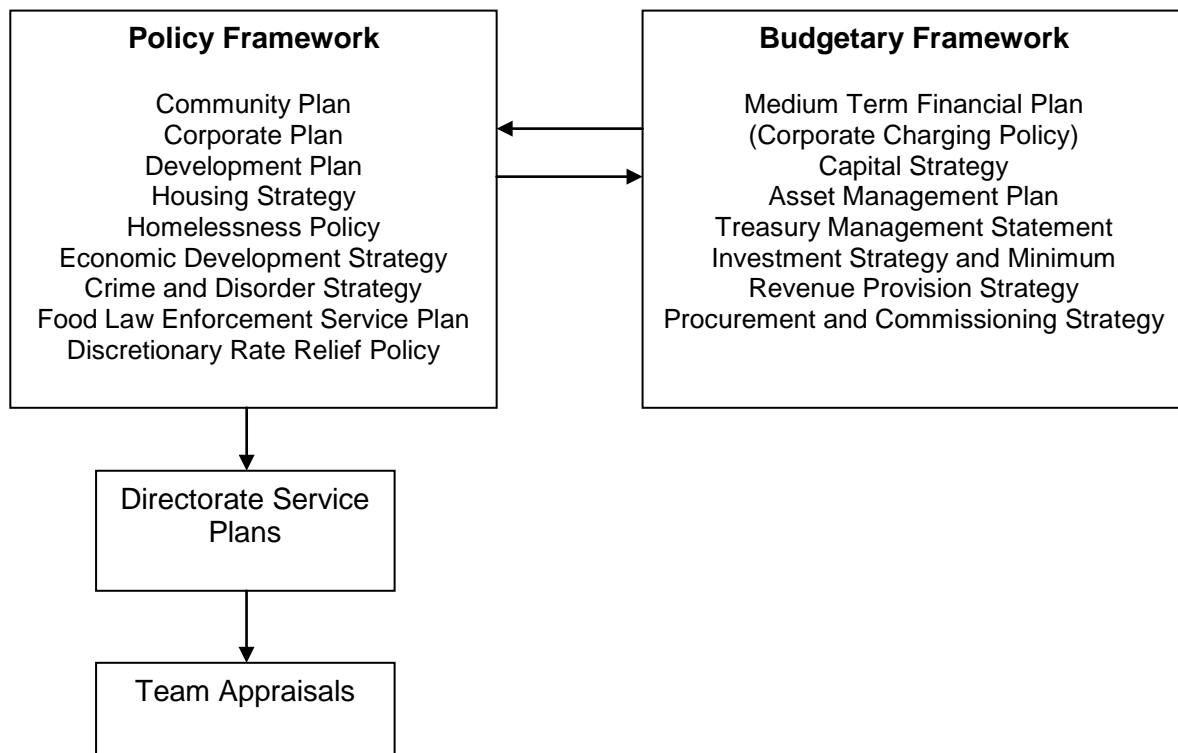 Policy Framework
Community Plan
Corporate Plan
Development Plan
Housing Strategy
Homelessness Policy
Economic Development Strategy
Crime and Disorder Strategy
Food Law Enforcement Service Plan
Discretionary Rate Relief Policy
Budgetary Framework
Medium Term Financial Plan
(Corporate Charging Policy)
Capital Strategy
Asset Management Plan
Treasury Management Statement
Investment Strategy and Minimum
Revenue Provision Strategy
Procurement and Commissioning Strategy
Directorate Service
Plans
Team Appraisals